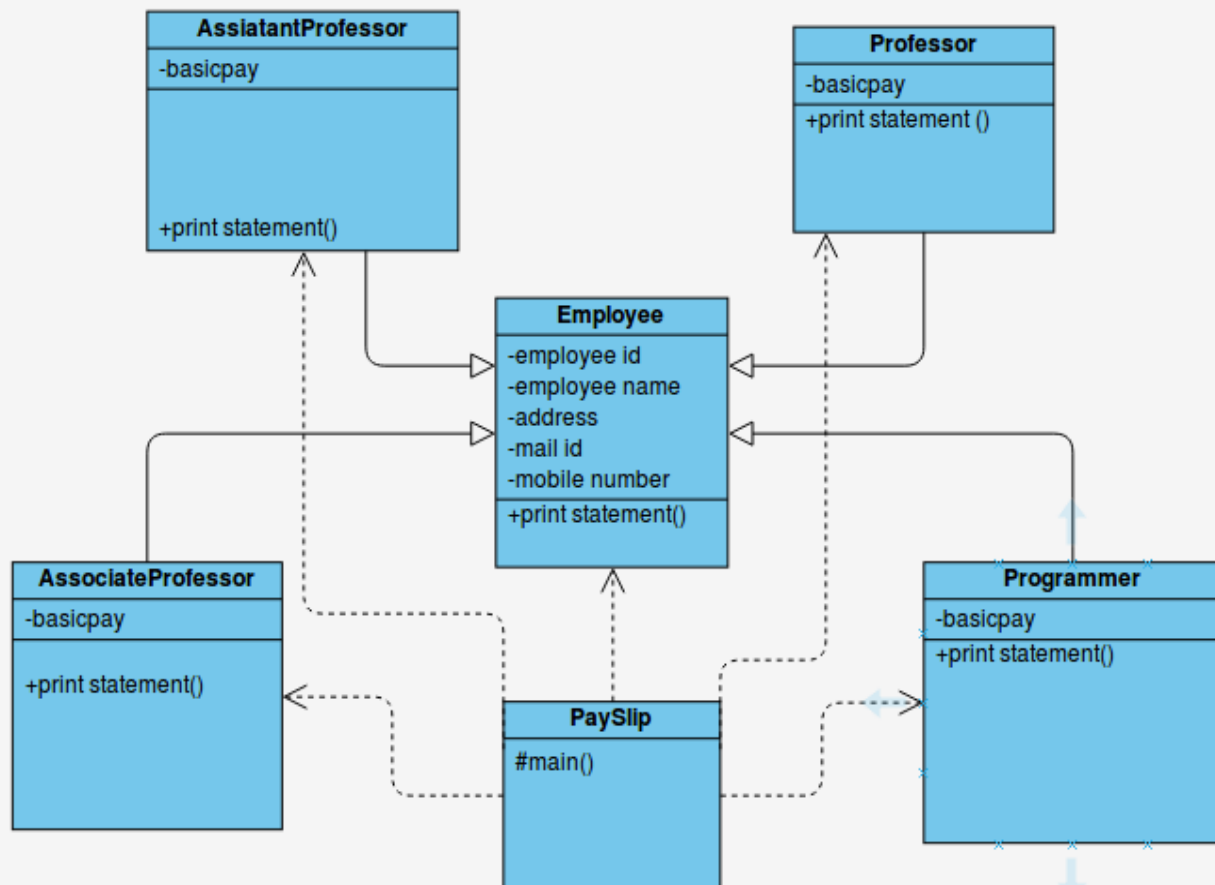 AssiatantProfessor
-basicpay
+print statement()
Professor
-basicpay
+print statement ()
Employee
-employee id
-employee name
-address
-mail id
-mobile number
+print statement()
AssociateProfessor
-basicpay
+print statement()
PaySlip
#main()
Programmer
-basicpay
+print statement()